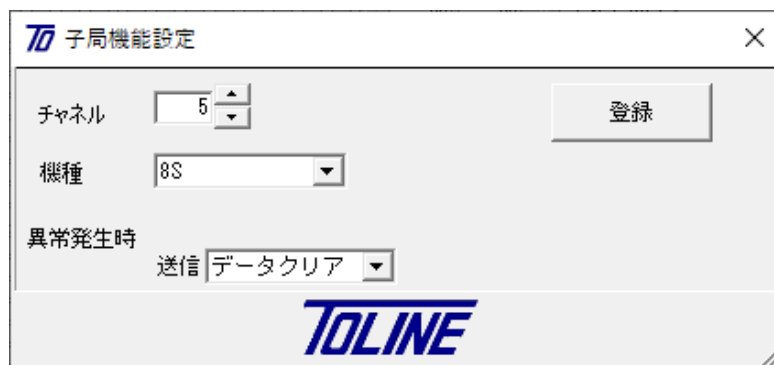 TO 子局機能設定
チャネル 5 登録
機種 8S
異常発生時
送信 データクリア
TOLINE